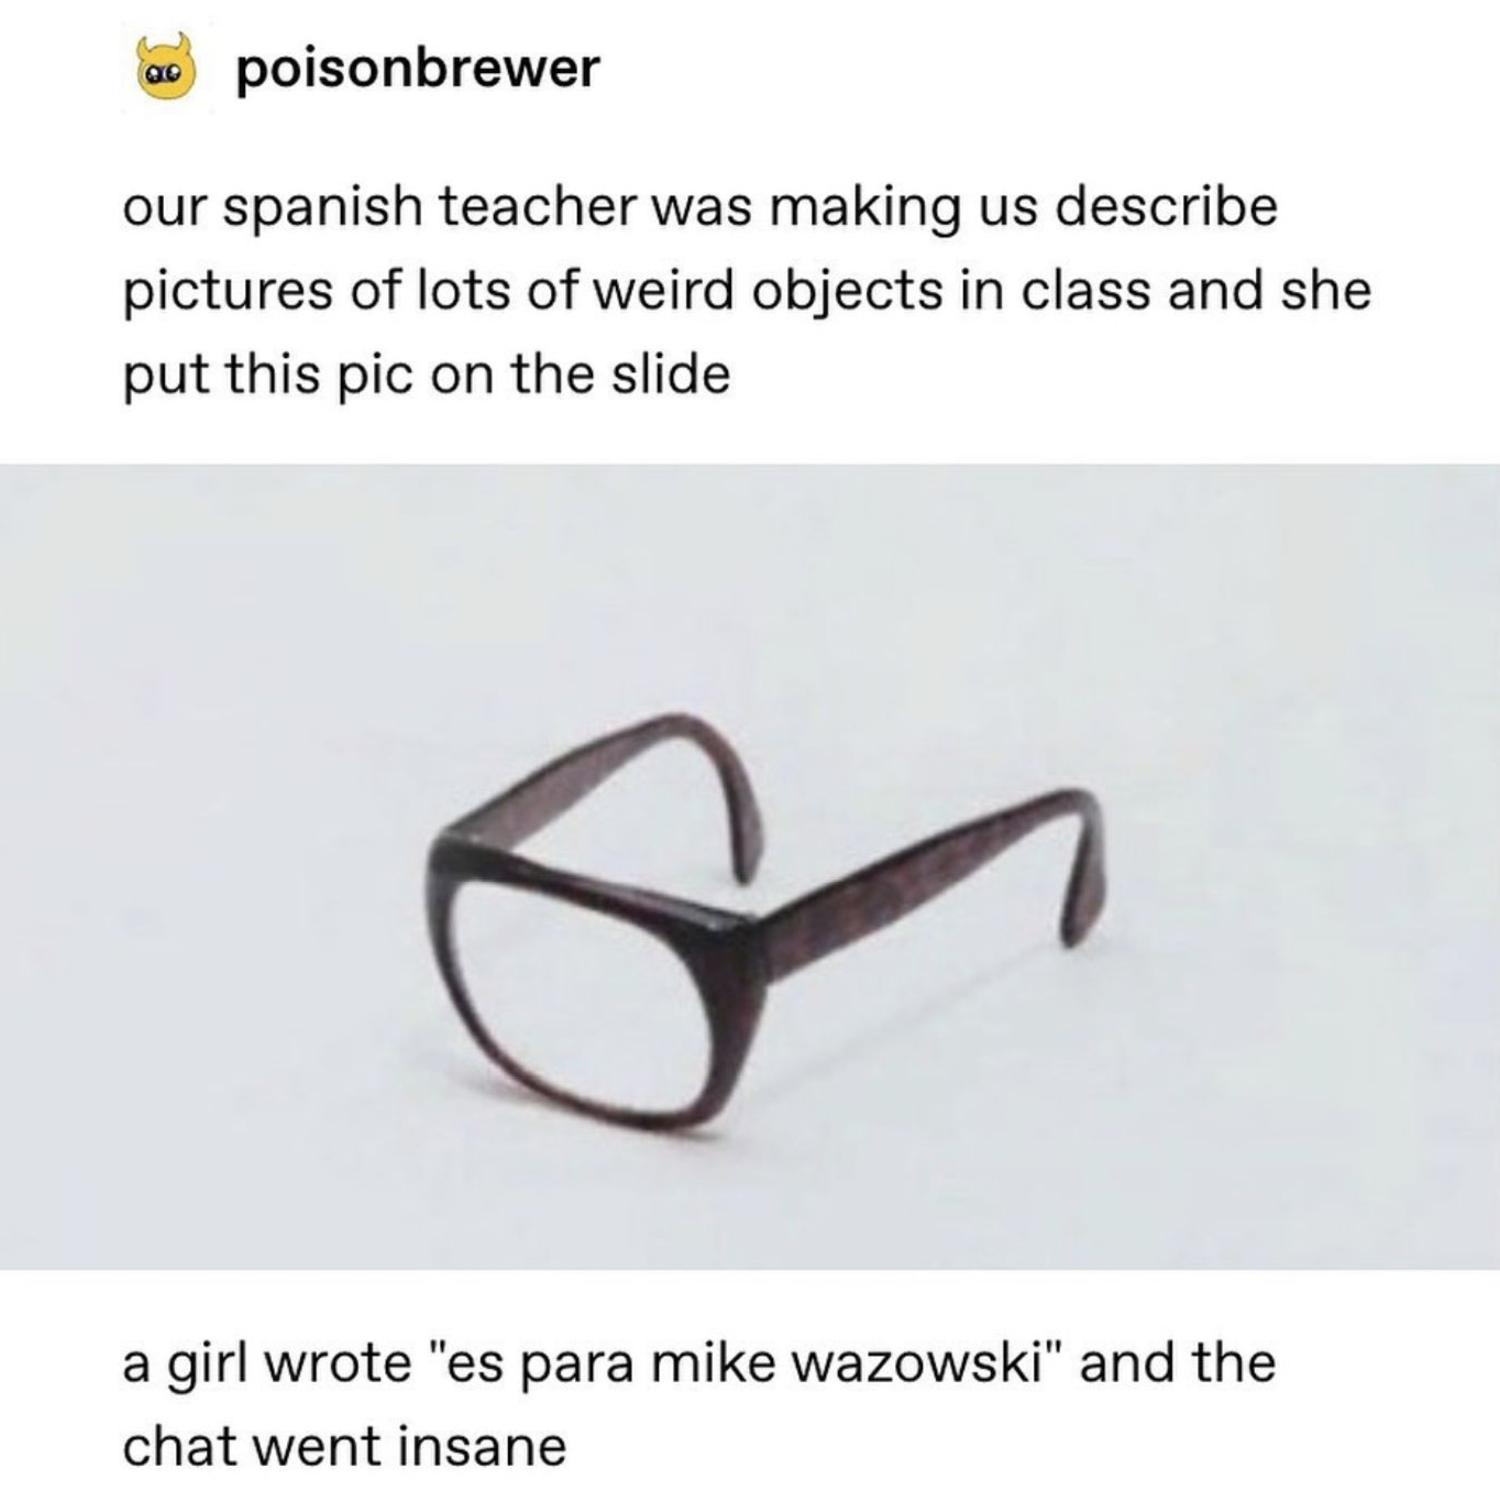 poisonbrewer
our spanish teacher was making us describe
pictures of lots of weird objects in class and she
put this pic on the slide
a girl wrote "es para mike wazowski" and the
chat went insane